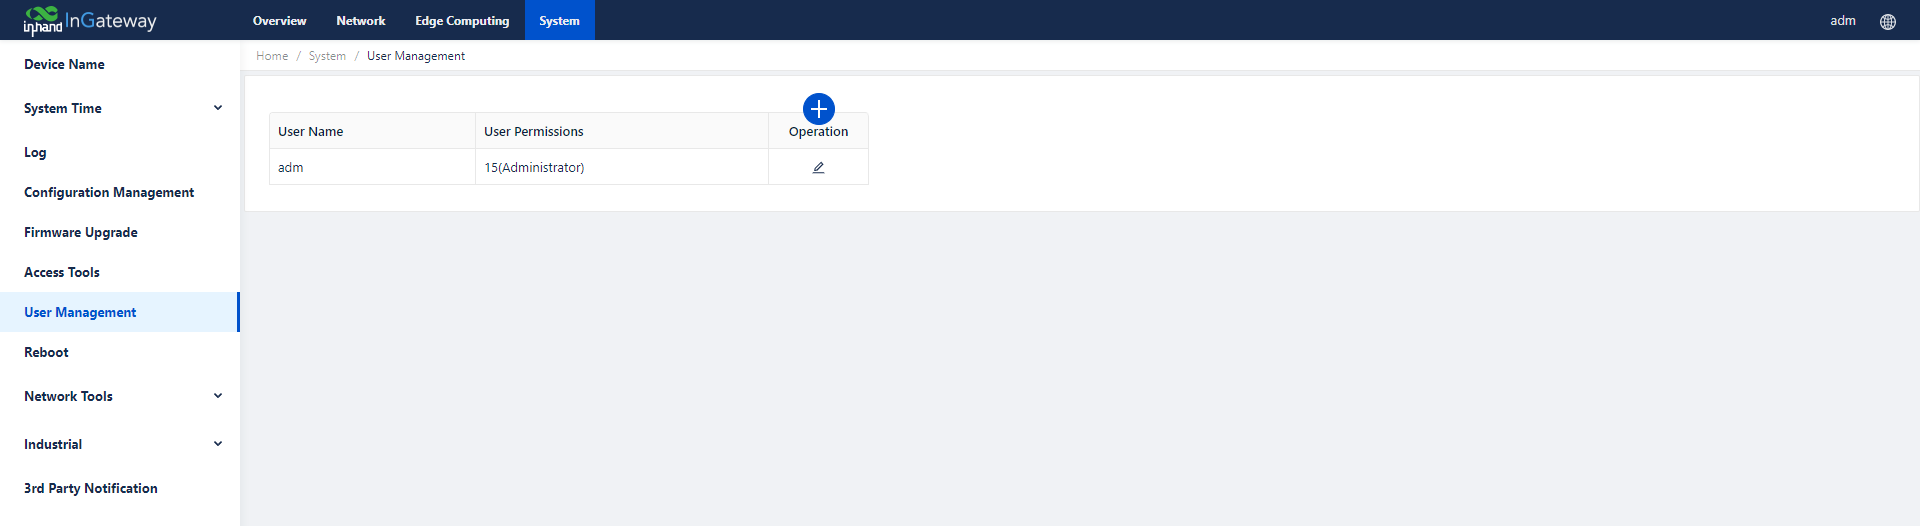 inhand InGateway Overview Network Edge Computing System adm
Home / System / User Management
Device Name
System Time
Log
Configuration Management
Firmware Upgrade
Access Tools
User Management
Reboot
Network Tools
Industrial
3rd Party Notification
User Name User Permissions Operation
adm 15(Administrator)